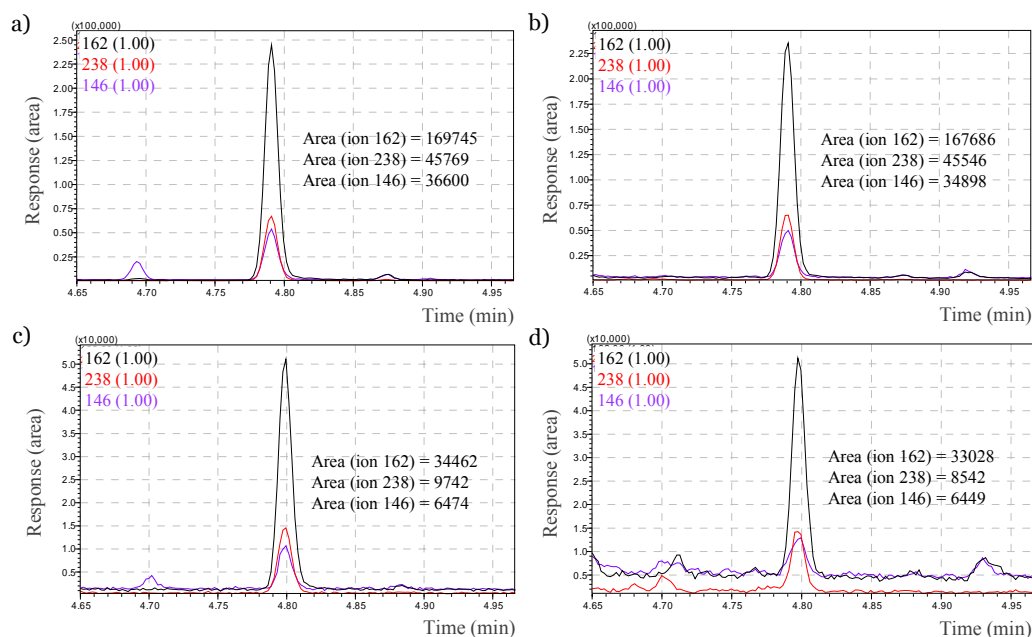 a)
(x100,000)
2.50
2.25
2.00
1.75
1.50
1.25
1.00
0.75
0.50
0.25
162 (1.00)
238 (1.00)
146 (1.00)
Area (ion 162) = 169745
Area (ion 238) = 45769
Area (ion 146) = 36600
Response (area)
4.65 4.70 4.75 4.80 4.85 4.90 4.95
Time (min)
b)
(x100,000)
2.25
2.00
1.75
1.50
1.25
1.00
0.75
0.50
0.25
162 (1.00)
238 (1.00)
146 (1.00)
Area (ion 162) = 167686
Area (ion 238) = 45546
Area (ion 146) = 34898
Response (area)
4.65 4.70 4.75 4.80 4.85 4.90 4.95
Time (min)
c)
(x10,000)
5.0
4.5
4.0
3.5
3.0
2.5
2.0
1.5
1.0
0.5
162 (1.00)
238 (1.00)
146 (1.00)
Area (ion 162) = 34462
Area (ion 238) = 9742
Area (ion 146) = 6474
Response (area)
4.65 4.70 4.75 4.80 4.85 4.90 4.95
Time (min)
d)
(x10,000)
5.0
4.5
4.0
3.5
3.0
2.5
2.0
1.5
1.0
0.5
162 (1.00)
238 (1.00)
146 (1.00)
Area (ion 162) = 33028
Area (ion 238) = 8542
Area (ion 146) = 6449
Response (area)
4.65 4.70 4.75 4.80 4.85 4.90 4.95
Time (min)